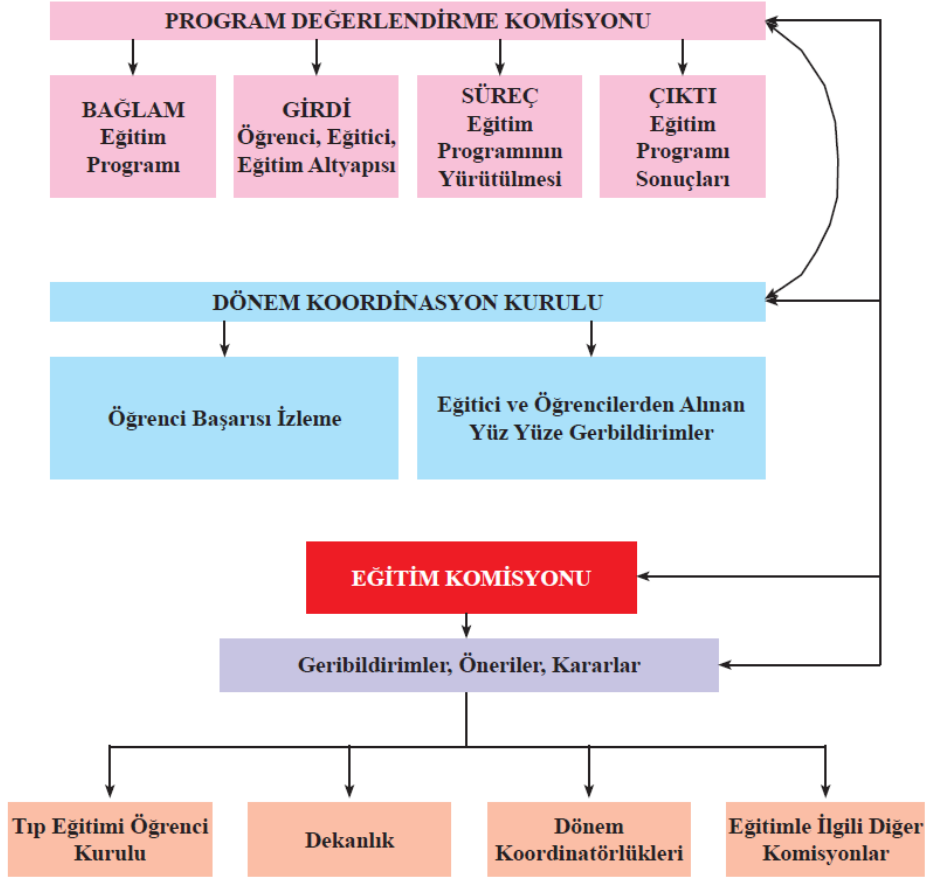 PROGRAM DEĞERLENDİRME KOMİSYONU
BAĞLAM
Eğitim
Programı
GİRDİ
Öğrenci, Eğitici,
Eğitim Altyapısı
SÜREÇ
Eğitim
Programının
Yürütülmesi
ÇIKTI
Eğitim
Programı
Sonuçları
DÖNEM KOORDİNASYON KURULU
Öğrenci Başarısı İzleme
Eğitici ve Öğrencilerden Alınan
Yüz Yüze Gerbildirimler
EĞİTİM KOMİSYONU
Geribildirimler, Öneriler, Kararlar
Tıp Eğitimi Öğrenci
Kurulu
Dekanlık
Dönem
Koordinatörlükleri
Eğitimle İlgili Diğer
Komisyonlar